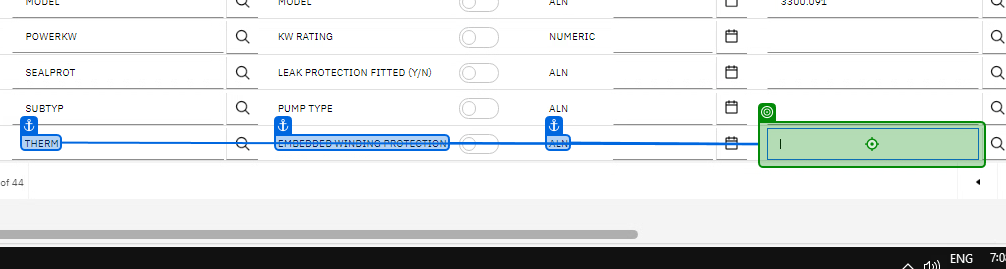 MODEL MODEL ALN 3300.091
POWERKW KW RATING NUMERIC
SEALPROT LEAK PROTECTION FITTED (Y/N) ALN
SUBTYP PUMP TYPE ALN
THERM EMBEDDED WINDING PROTECTION ALN
of 44
ENG 7:0